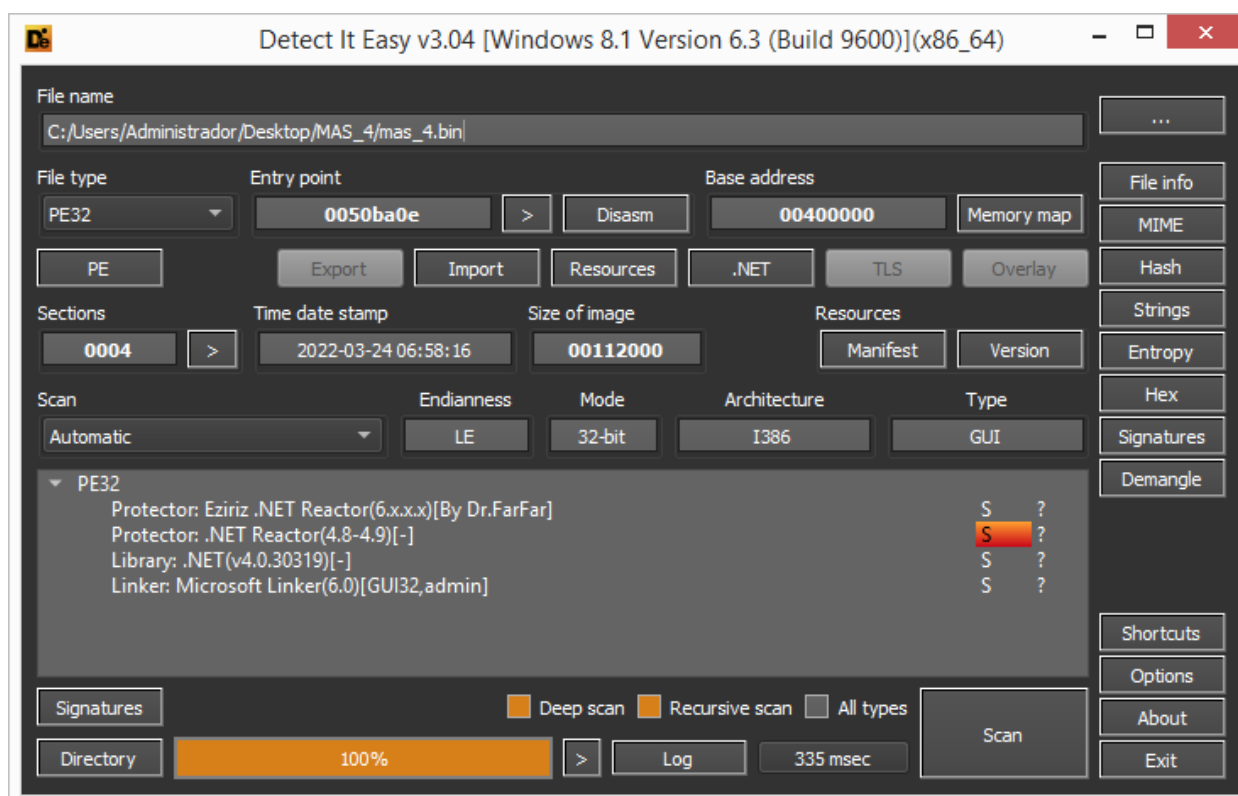 Detect It Easy v3.04 [Windows 8.1 Version 6.3 (Build 9600)](x86_64)
File name
C:/Users/Administrador/Desktop/MAS_4/mas_4.bin
...
File type Entry point Base address
File info
PE32 0050ba0e > Disasm 00400000 Memory map
MIME
PE Export Import Resources .NET TLS Overlay
Hash
Sections Time date stamp Size of image Resources
Strings
0004 > 2022-03-24 06:58:16 00112000 Manifest Version
Entropy
Scan Endianness Mode Architecture Type
Hex
Automatic LE 32-bit I386 GUI
Signatures
PE32
Demangle
Protector: Eziriz .NET Reactor(6.x.x.x)[By Dr.FarFar] S ?
Protector: .NET Reactor(4.8-4.9)[-] S ?
Library: .NET(v4.0.30319)[-] S ?
Linker: Microsoft Linker(6.0)[GUI32,admin] S ?
Shortcuts
Options
Signatures Deep scan Recursive scan All types
About
Scan
Directory 100% > Log 335 msec
Exit